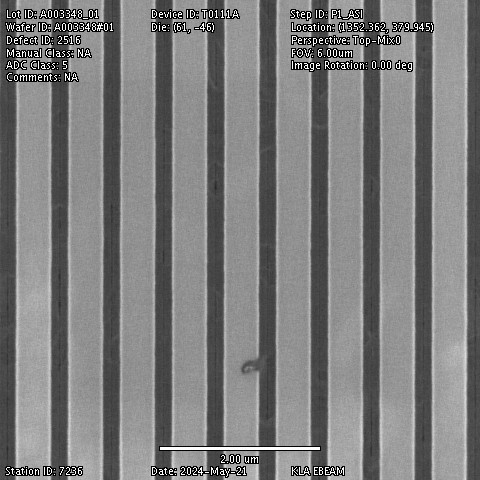 Lot ID: A003348_01
Wafer ID: A003348#01
Defect ID: 2516
Manual Class: NA
ADC Class: 5
Comments: NA
Device ID: T0111A
Die: (61, -46)
Step ID: P1_ASI
Location: (1352.362, 379.945)
Perspective: Top-Mix0
FOV: 6.00um
Image Rotation: 0.00 deg
2.00 um
Station ID: 7236
Date: 2024-May-21
KLA EBEAM